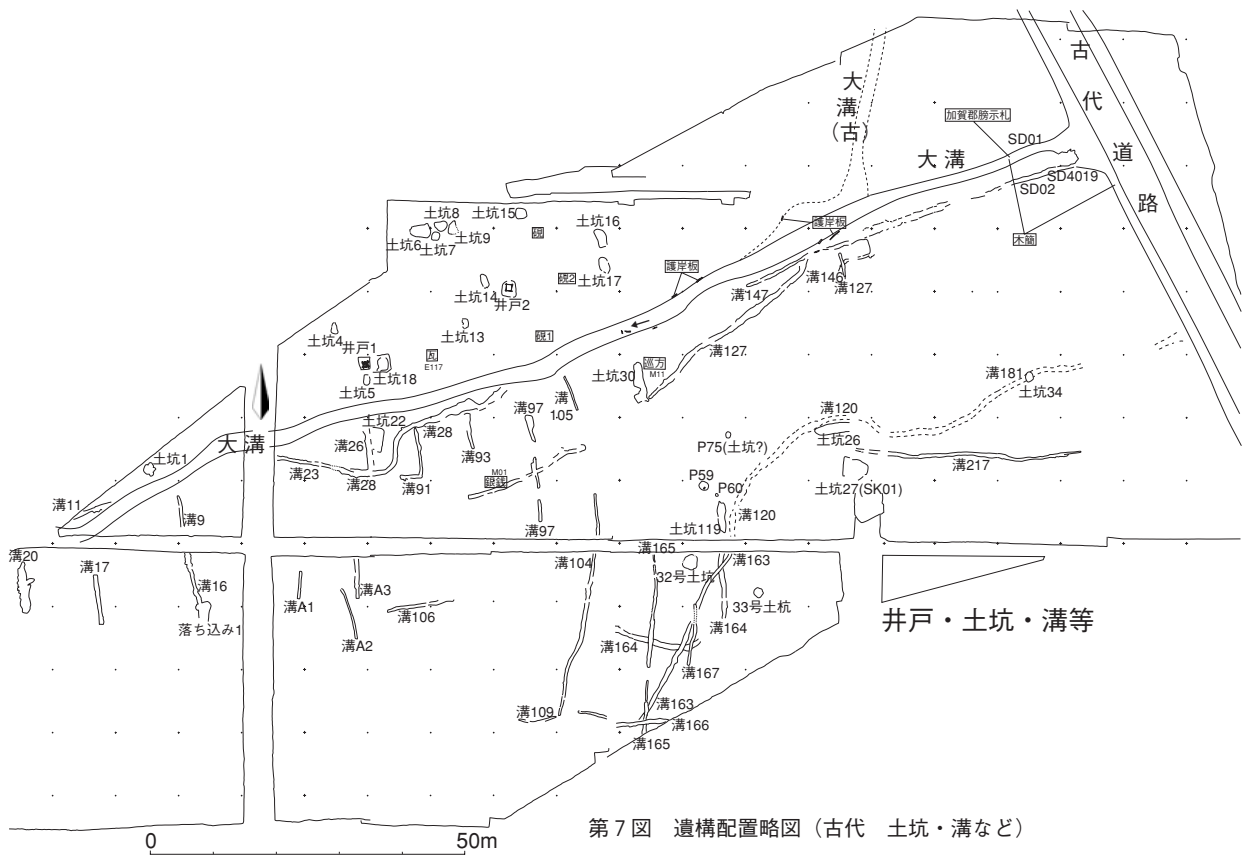 古代道路
大溝(古)
加賀郡牓示札
SD01
大溝
SD4019
SD02
木簡
土坑8
土坑15
土坑16
土坑6
土坑7
土坑9
硯
護岸板
硯2
護岸板
土坑17
溝146
溝127
土坑14
井戸2
溝147
土坑4
土坑13
硯1
井戸1
瓦
E117
溝127
土坑18
土坑5
土坑30
巡方
M11
溝181
土坑34
溝105
溝97
溝120
土坑22
溝28
大溝
溝26
P75(土坑?)
土坑26
溝93
土坑1
溝23
溝28
溝91
M01
銀銭
P59
P60
溝217
土坑27(SK01)
溝11
溝9
溝97
土坑119
溝120
溝20
溝17
溝16
溝104
溝165
溝163
32号土坑
溝A1
溝A3
溝106
33号土杭
落ち込み1
溝164
井戸・土坑・溝等
溝A2
溝164
溝167
溝109
溝163
溝166
溝165
第7図 遺構配置略図(古代 土坑・溝など)
0
50m